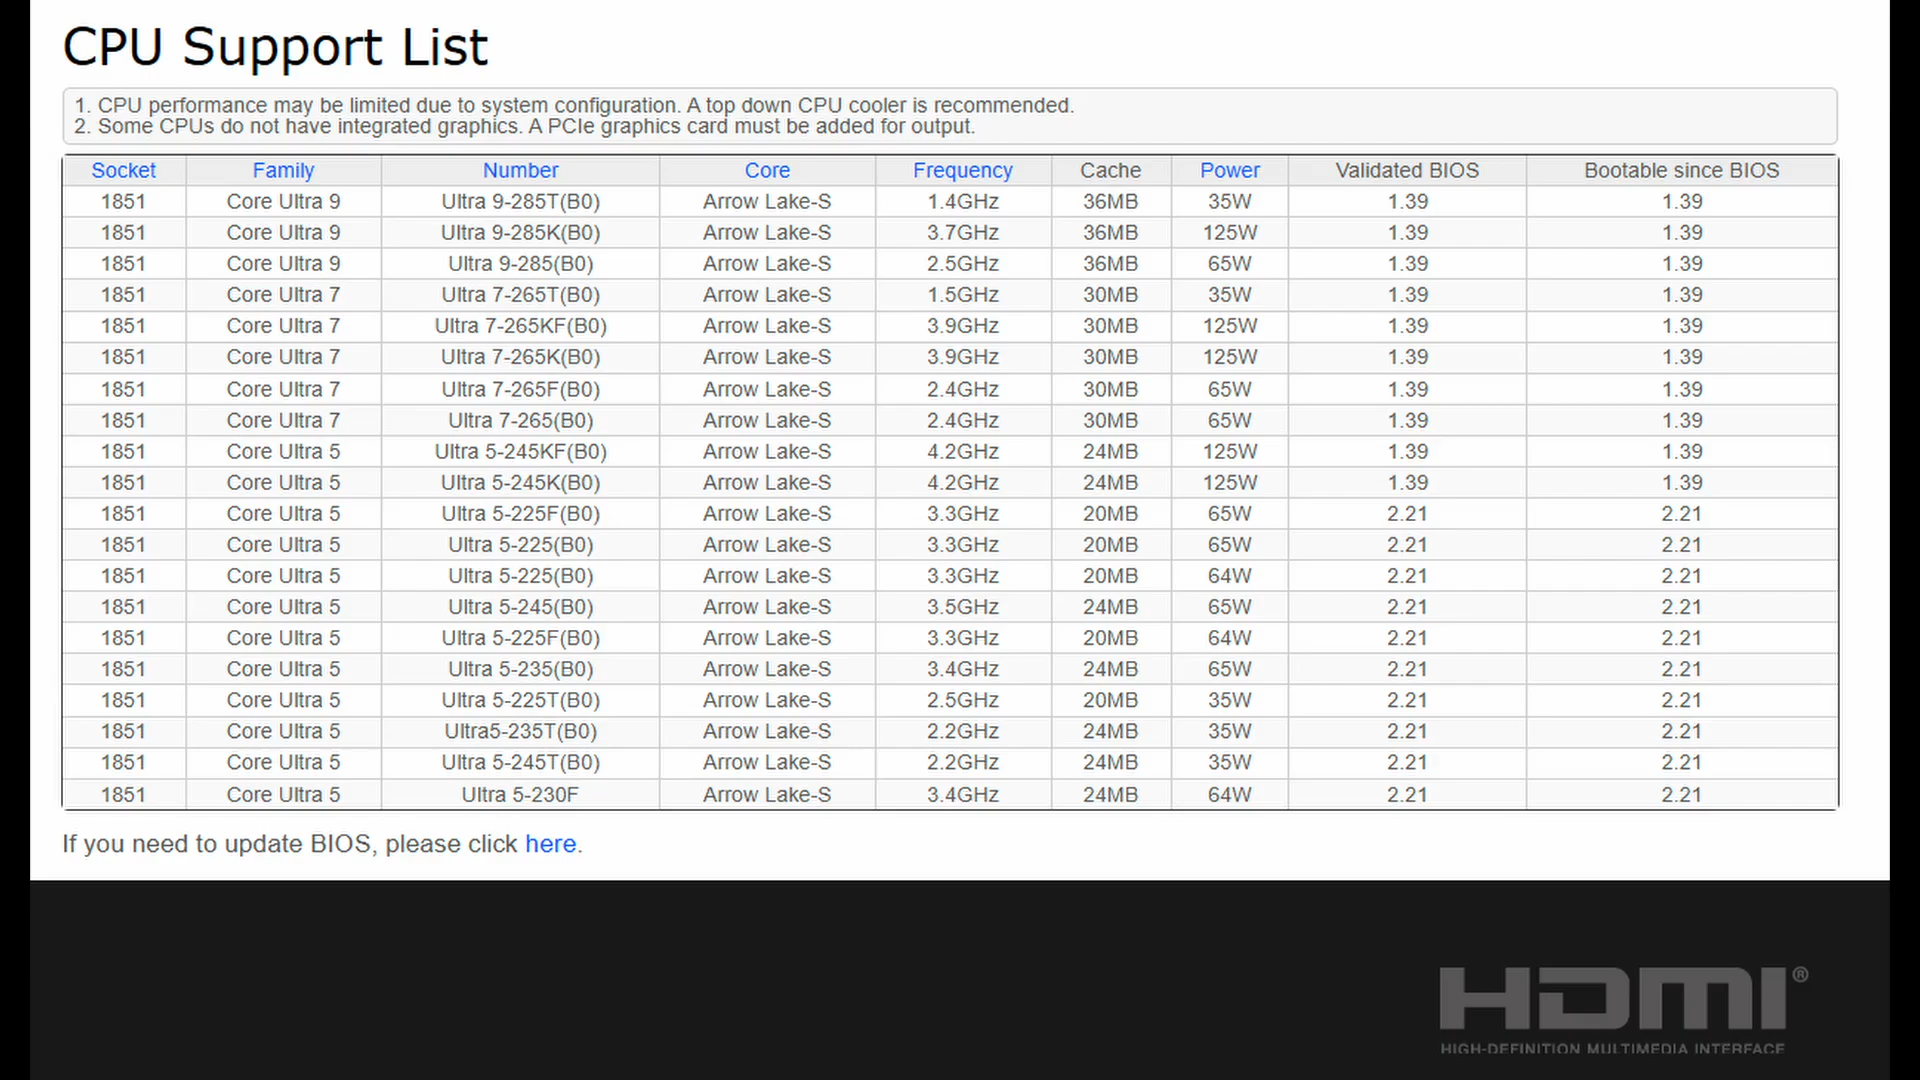 CPU Support List
1. CPU performance may be limited due to system configuration. A top down CPU cooler is recommended.
2. Some CPUs do not have integrated graphics. A PCIe graphics card must be added for output.
Socket Family Number Core Frequency Cache Power Validated BIOS Bootable since BIOS
1851 Core Ultra 9 Ultra 9-285T(B0) Arrow Lake-S 1.4GHz 36MB 35W 1.39 1.39
1851 Core Ultra 9 Ultra 9-285K(B0) Arrow Lake-S 3.7GHz 36MB 125W 1.39 1.39
1851 Core Ultra 9 Ultra 9-285(B0) Arrow Lake-S 2.5GHz 36MB 65W 1.39 1.39
1851 Core Ultra 7 Ultra 7-265T(B0) Arrow Lake-S 1.5GHz 30MB 35W 1.39 1.39
1851 Core Ultra 7 Ultra 7-265KF(B0) Arrow Lake-S 3.9GHz 30MB 125W 1.39 1.39
1851 Core Ultra 7 Ultra 7-265K(B0) Arrow Lake-S 3.9GHz 30MB 125W 1.39 1.39
1851 Core Ultra 7 Ultra 7-265F(B0) Arrow Lake-S 2.4GHz 30MB 65W 1.39 1.39
1851 Core Ultra 7 Ultra 7-265(B0) Arrow Lake-S 2.4GHz 30MB 65W 1.39 1.39
1851 Core Ultra 5 Ultra 5-245KF(B0) Arrow Lake-S 4.2GHz 24MB 125W 1.39 1.39
1851 Core Ultra 5 Ultra 5-245K(B0) Arrow Lake-S 4.2GHz 24MB 125W 1.39 1.39
1851 Core Ultra 5 Ultra 5-225F(B0) Arrow Lake-S 3.3GHz 20MB 65W 2.21 2.21
1851 Core Ultra 5 Ultra 5-225(B0) Arrow Lake-S 3.3GHz 20MB 65W 2.21 2.21
1851 Core Ultra 5 Ultra 5-225(B0) Arrow Lake-S 3.3GHz 20MB 64W 2.21 2.21
1851 Core Ultra 5 Ultra 5-245(B0) Arrow Lake-S 3.5GHz 24MB 65W 2.21 2.21
1851 Core Ultra 5 Ultra 5-225F(B0) Arrow Lake-S 3.3GHz 20MB 64W 2.21 2.21
1851 Core Ultra 5 Ultra 5-235(B0) Arrow Lake-S 3.4GHz 24MB 65W 2.21 2.21
1851 Core Ultra 5 Ultra 5-225T(B0) Arrow Lake-S 2.5GHz 20MB 35W 2.21 2.21
1851 Core Ultra 5 Ultra5-235T(B0) Arrow Lake-S 2.2GHz 24MB 35W 2.21 2.21
1851 Core Ultra 5 Ultra 5-245T(B0) Arrow Lake-S 2.2GHz 24MB 35W 2.21 2.21
1851 Core Ultra 5 Ultra 5-230F Arrow Lake-S 3.4GHz 24MB 64W 2.21 2.21
If you need to update BIOS, please click here.
HDMI®
HIGH-DEFINITION MULTIMEDIA INTERFACE